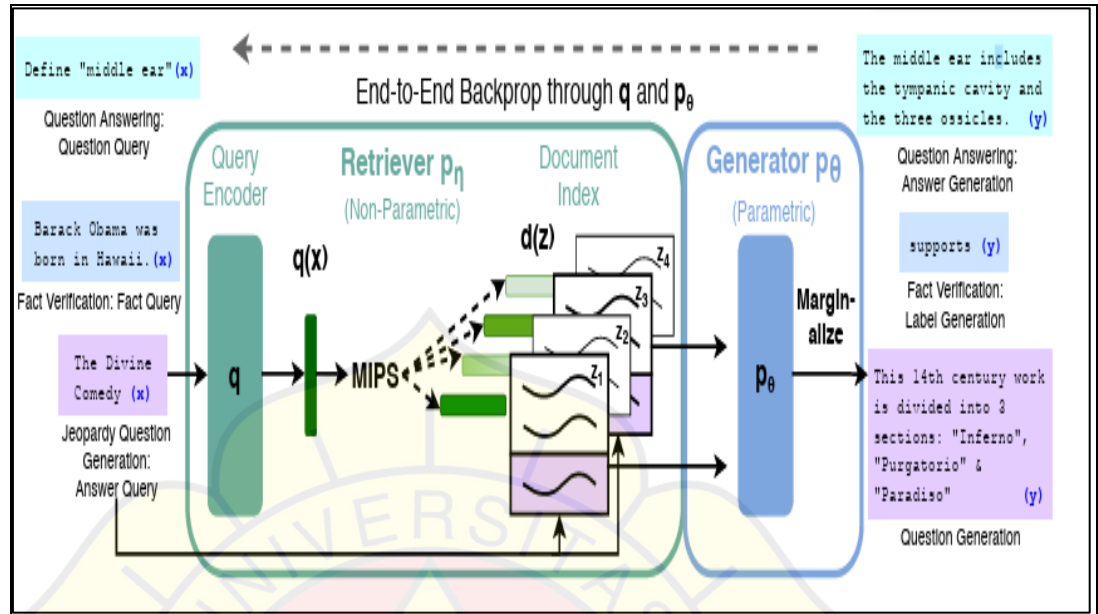 Define "middle ear"(x)
Question Answering:
Question Query
Barack Obama was
born in Hawaii.(x)
Fact Verification: Fact Query
The Divine
Comedy (x)
Jeopardy Question
Generation:
Answer Query
End-to-End Backprop through q and pθ
Query
Encoder
Retriever pη
(Non-Parametric)
Document
Index
Generator pθ
(Parametric)
q
q(x)
MIPS
d(z)
z4
z3
z2
z1
pθ
Margin-
alize
The middle ear includes
the tympanic cavity and
the three ossicles. (y)
Question Answering:
Answer Generation
supports (y)
Fact Verification:
Label Generation
This 14th century work
is divided into 3
sections: "Inferno",
"Purgatorio" &
"Paradiso" (y)
Question Generation
UNIVERSITAS